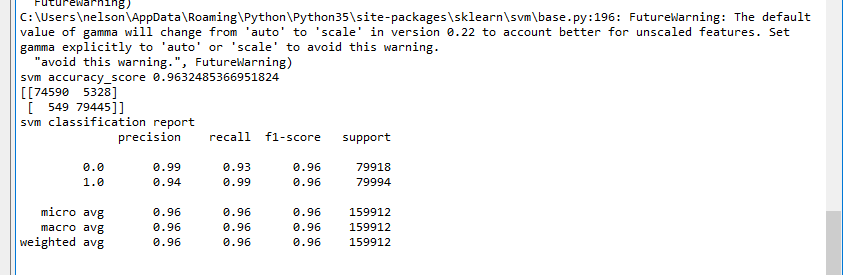 FutureWarning)
C:\Users\nelson\AppData\Roaming\Python\Python35\site-packages\sklearn\svm\base.py:196: FutureWarning: The default
value of gamma will change from 'auto' to 'scale' in version 0.22 to account better for unscaled features. Set
gamma explicitly to 'auto' or 'scale' to avoid this warning.
  "avoid this warning.", FutureWarning)
svm accuracy_score 0.9632485366951824
[[74590  5328]
 [  549 79445]]
svm classification report
              precision    recall  f1-score   support

         0.0       0.99      0.93      0.96     79918
         1.0       0.94      0.99      0.96     79994

   micro avg       0.96      0.96      0.96    159912
   macro avg       0.96      0.96      0.96    159912
weighted avg       0.96      0.96      0.96    159912